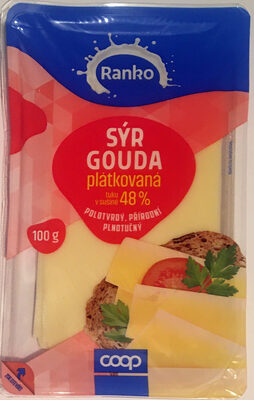 Ranko
SÝR
GOUDA
plátkovaná
tuku
v sušině 48%
POLOTVRDÝ, PŘÍRODNÍ
PLNOTUČNÝ
100 g
coop